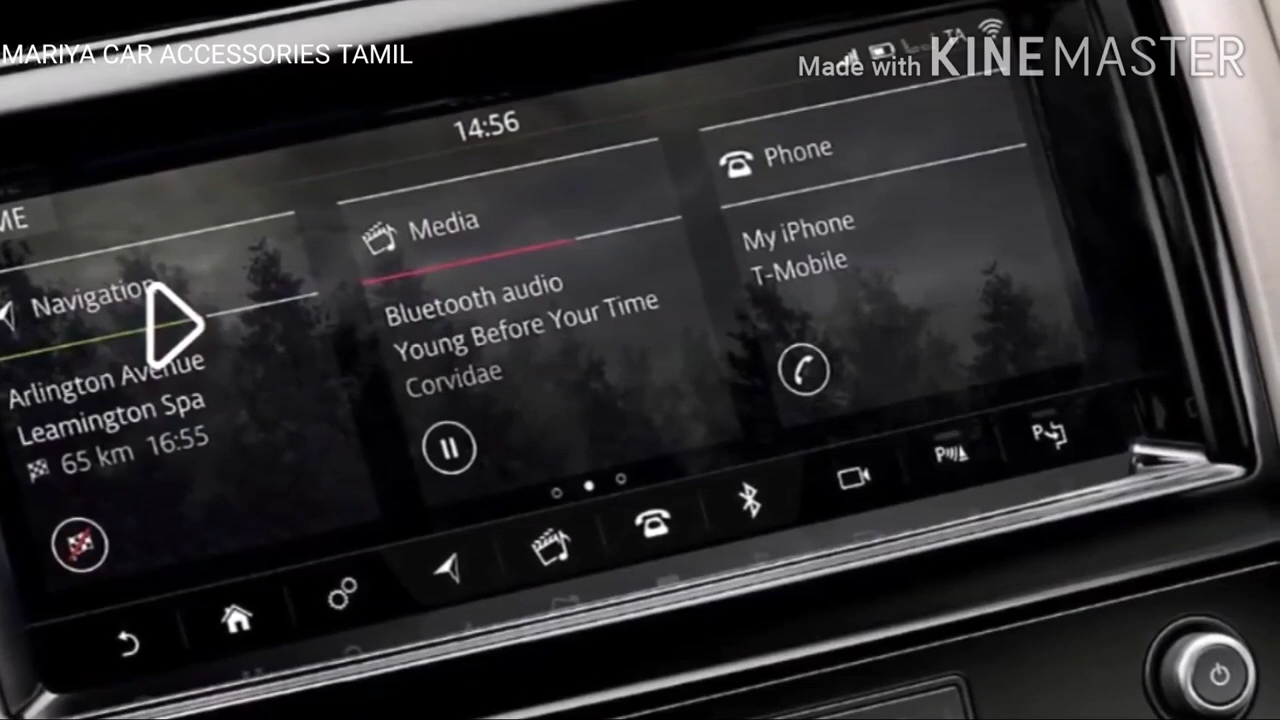 MARIYA CAR ACCESSORIES TAMIL
Made with KINEMASTER
TA
14:56
ME
Navigation
Arlington Avenue
Leamington Spa
65 km 16:55
Media
Bluetooth audio
Young Before Your Time
Corvidae
Phone
My iPhone
T-Mobile
P
P